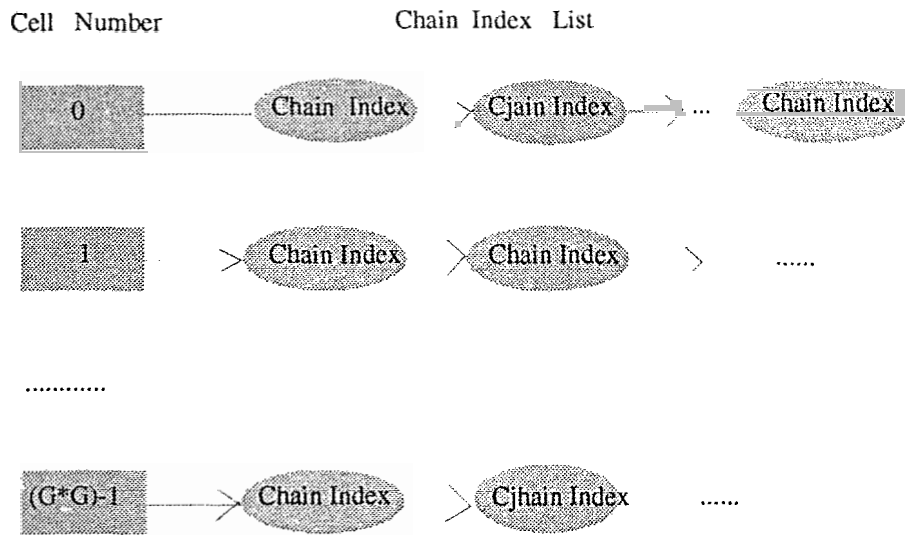 Cell Number Chain Index List
0 Chain Index Cjain Index ... Chain Index
1 Chain Index Chain Index ......
............
(G*G)-1 Chain Index Cjhain Index ......